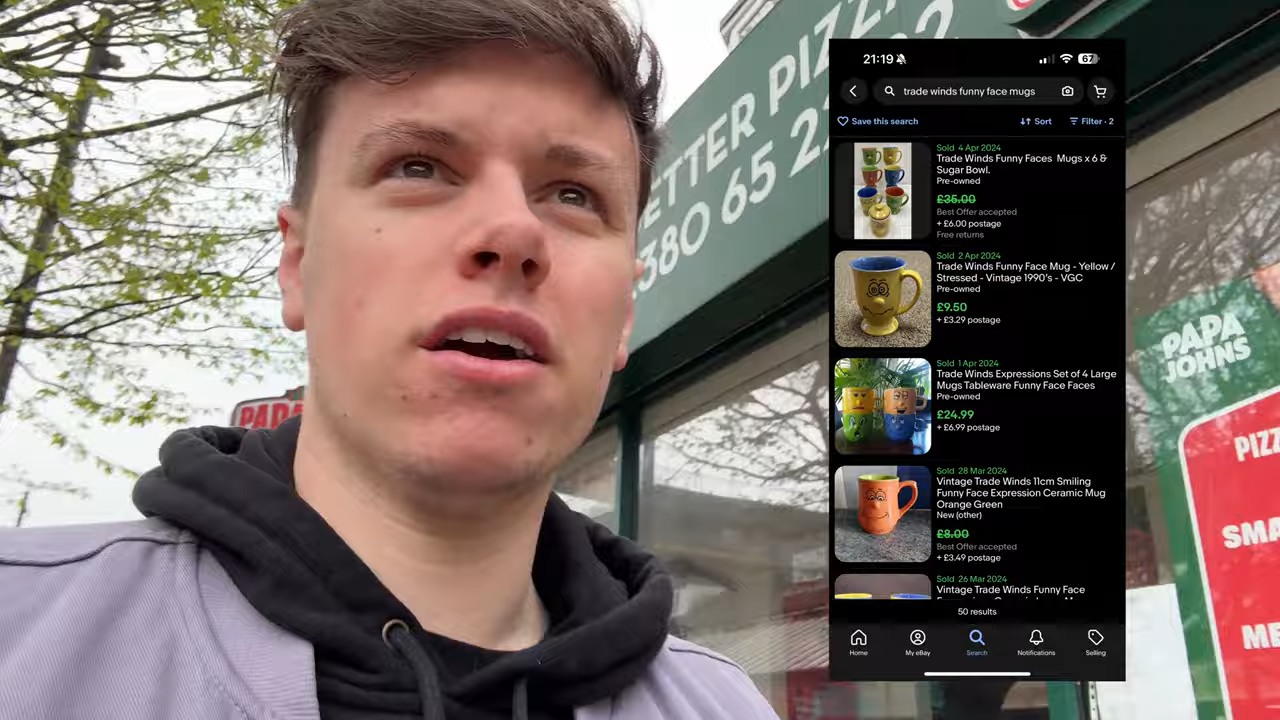 ETTER PIZZ
380 65 22
PAPA
PAPA
JOHNS
PIZZ
SMA
ME
21:19
67
trade winds funny face mugs
Save this search
Sort
Filter · 2
Sold 4 Apr 2024
Trade Winds Funny Faces Mugs x 6 &
Sugar Bowl.
Pre-owned
£35.00
Best Offer accepted
+ £6.00 postage
Free returns
Sold 2 Apr 2024
Trade Winds Funny Face Mug - Yellow /
Stressed - Vintage 1990's - VGC
Pre-owned
£9.50
+ £3.29 postage
Sold 1 Apr 2024
Trade Winds Expressions Set of 4 Large
Mugs Tableware Funny Face Faces
Pre-owned
£24.99
+ £6.99 postage
Sold 28 Mar 2024
Vintage Trade Winds 11cm Smiling
Funny Face Expression Ceramic Mug
Orange Green
New (other)
£8.00
Best Offer accepted
+ £3.49 postage
Sold 26 Mar 2024
Vintage Trade Winds Funny Face
50 results
Home
My eBay
Search
Notifications
Selling